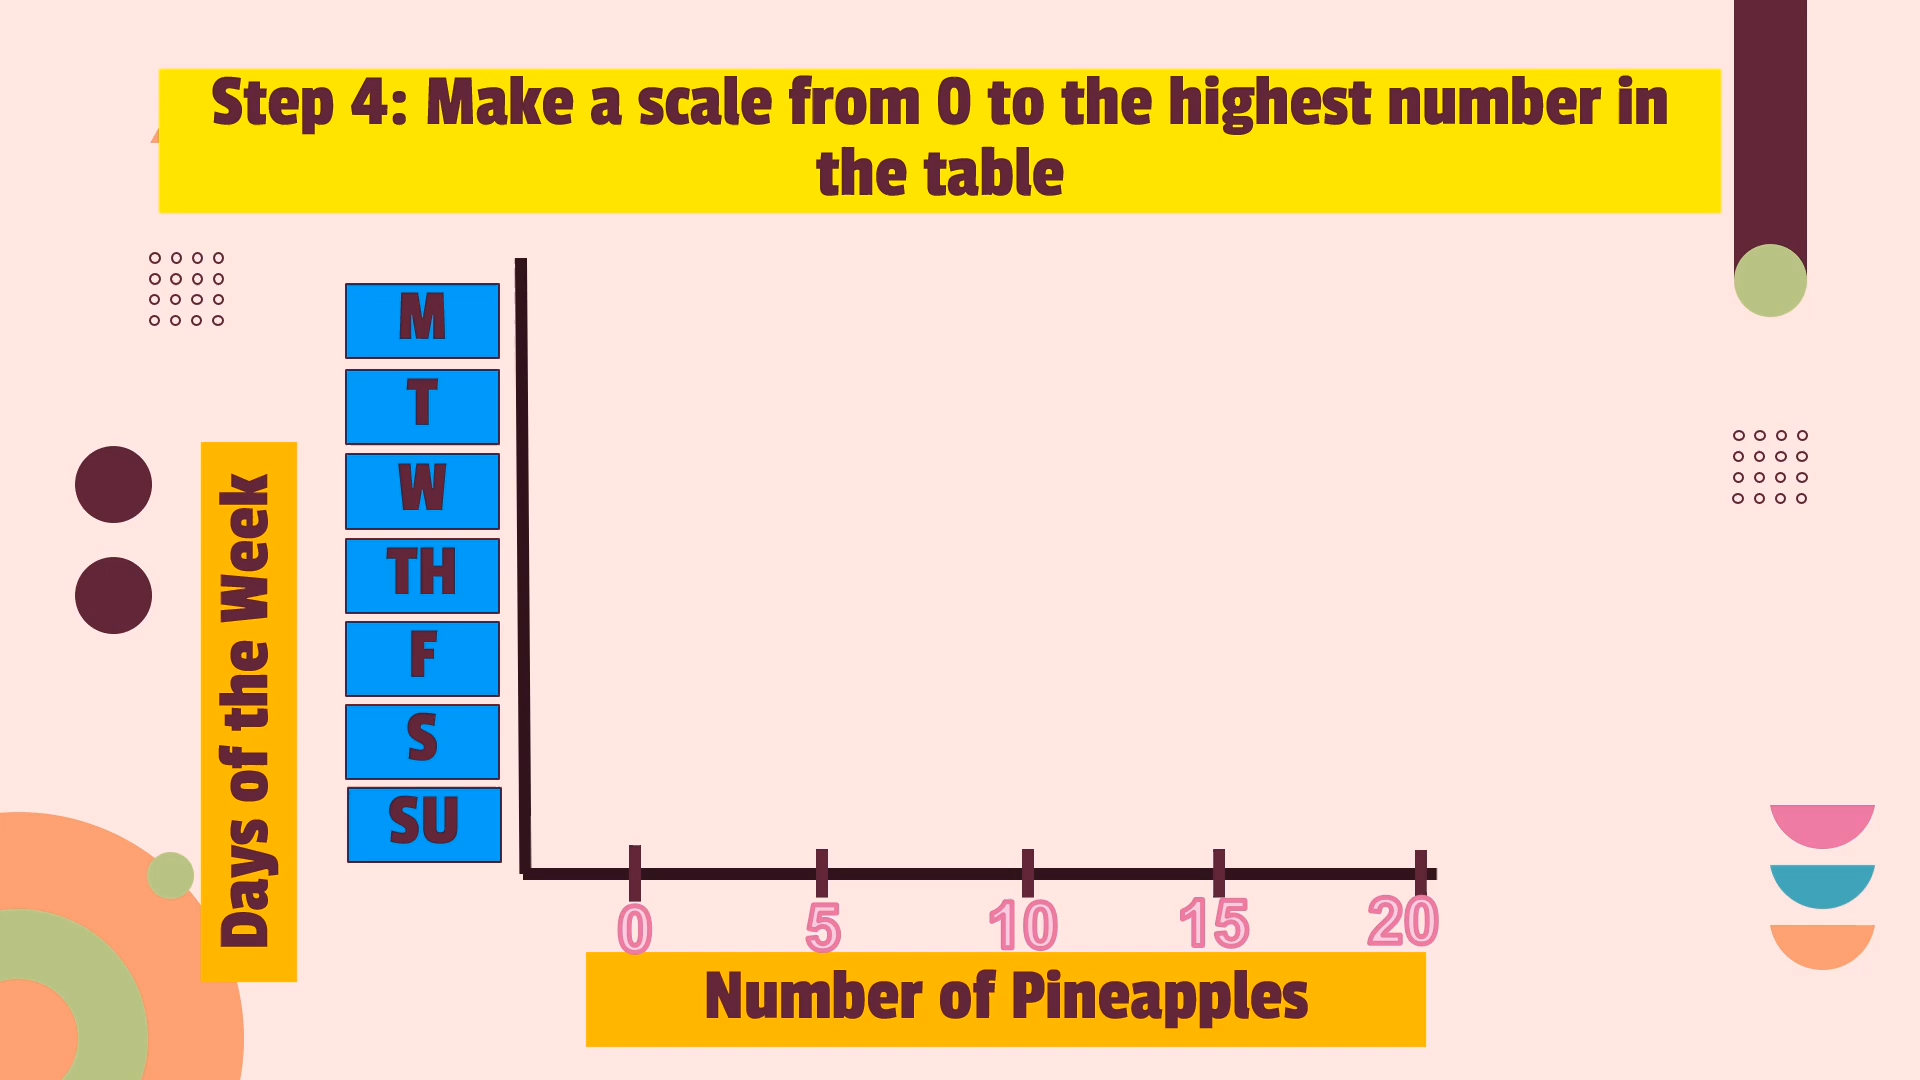 Step 4: Make a scale from 0 to the highest number in
the table
M
T
W
TH
F
S
SU
Days of the Week
0 5 10 15 20
Number of Pineapples